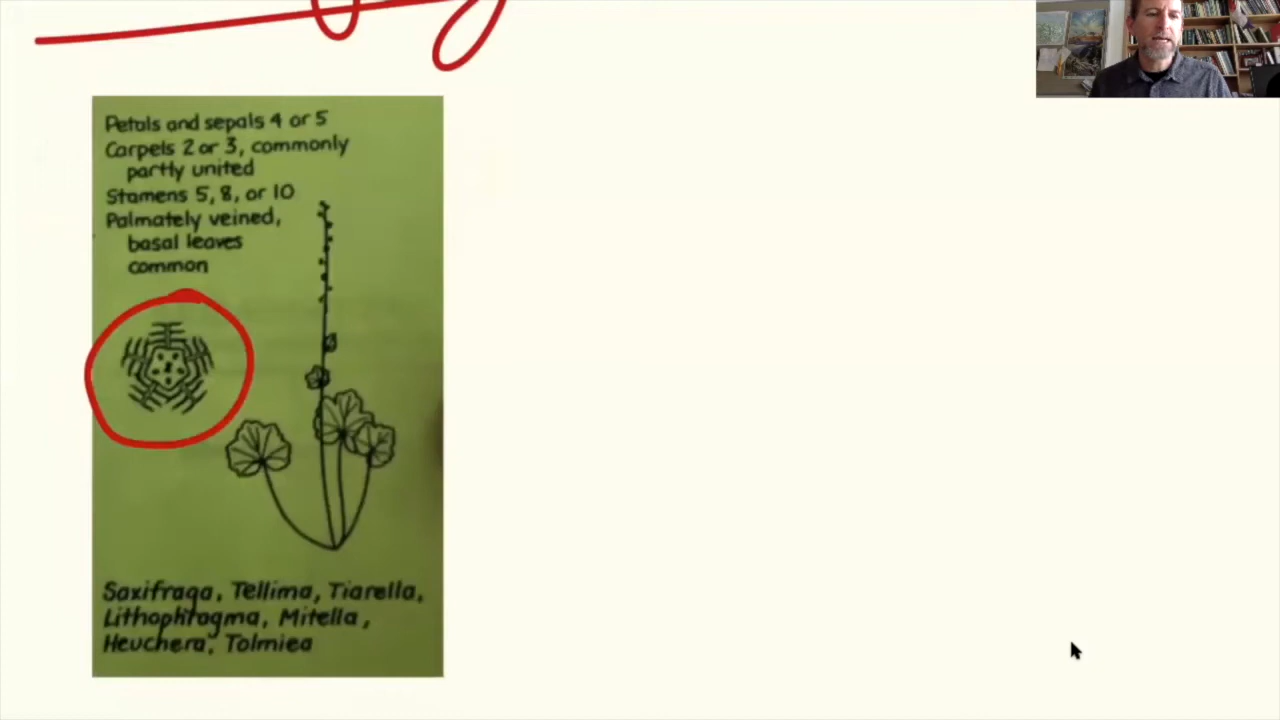 Petals and sepals 4 or 5
Carpels 2 or 3, commonly
partly united
Stamens 5, 8, or 10
Palmately veined,
basal leaves
common
Saxifraga, Tellima, Tiarella,
Lithophragma, Mitella,
Heuchera, Tolmiea